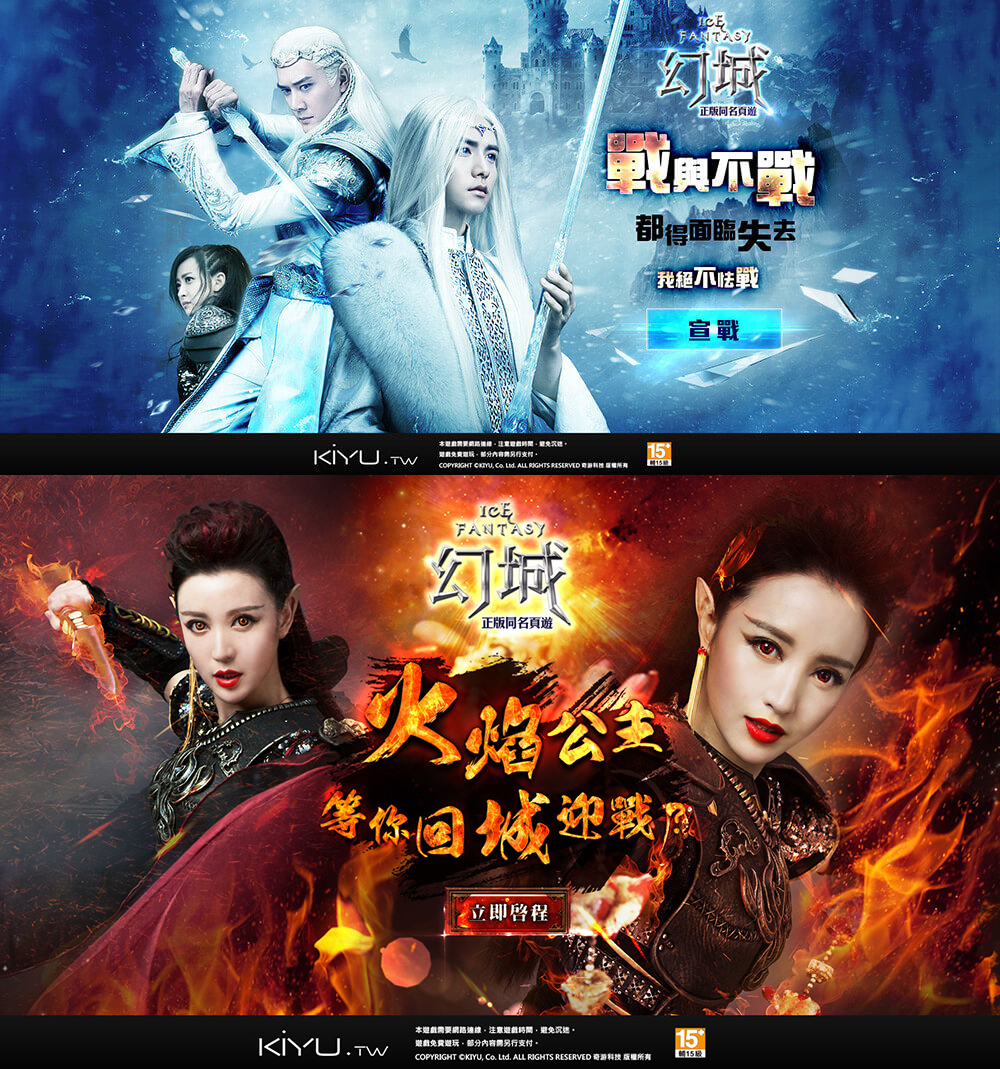 ICE
FANTASY
幻城
正版同名頁遊
戰與不戰
都得面臨失去
我絕不怯戰
宣戰
KIYU.TW
本遊戲需要網路連線，注意遊戲時間，避免沉迷。
遊戲免費遊玩，部分內容需另行支付。
COPYRIGHT ©KIYU, Co. Ltd. ALL RIGHTS RESERVED 奇游科技 版權所有
15+
輔15級
ICE
FANTASY
幻城
正版同名頁遊
火焰公主
等你回城迎戰
立即啓程
KIYU.TW
本遊戲需要網路連線，注意遊戲時間，避免沉迷。
遊戲免費遊玩，部分內容需另行支付。
COPYRIGHT ©KIYU, Co. Ltd. ALL RIGHTS RESERVED 奇游科技 版權所有
15+
輔15級